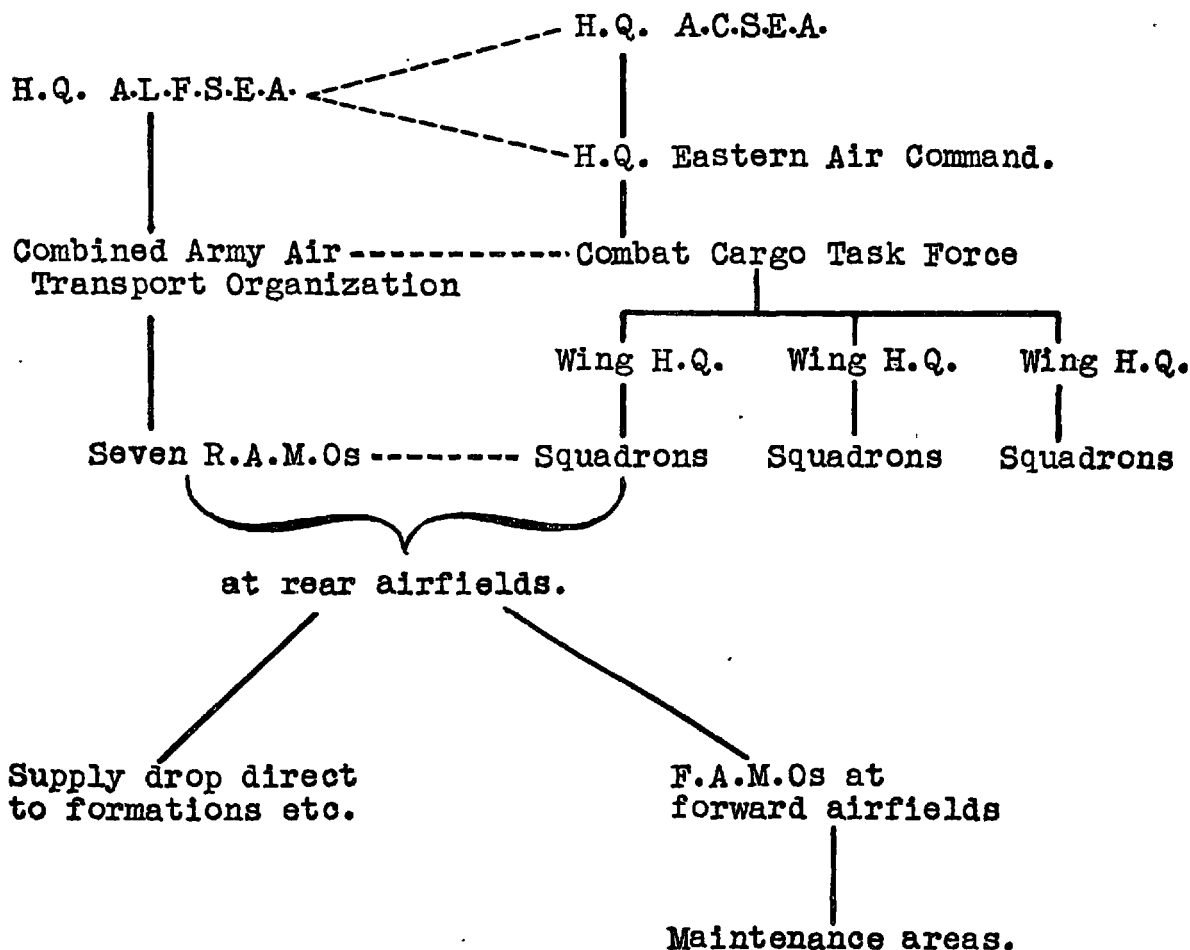 H.Q. A.C.S.E.A.
H.Q. A.L.F.S.E.A.
H.Q. Eastern Air Command.
Combined Army Air
Transport Organization
Combat Cargo Task Force
Wing H.Q.
Wing H.Q.
Wing H.Q.
Seven R.A.M.Os
Squadrons
Squadrons
Squadrons
at rear airfields.
Supply drop direct
to formations etc.
F.A.M.Os at
forward airfields
Maintenance areas.